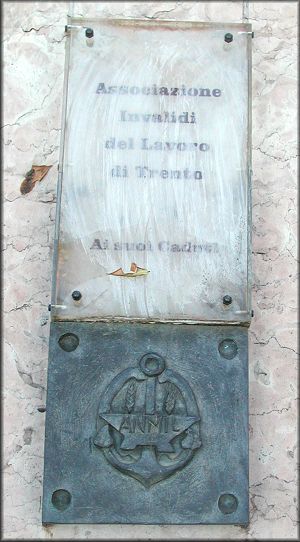 Associazione
Invalidi
del Lavoro
di Trento
Ai suoi Caduti
ANMIL